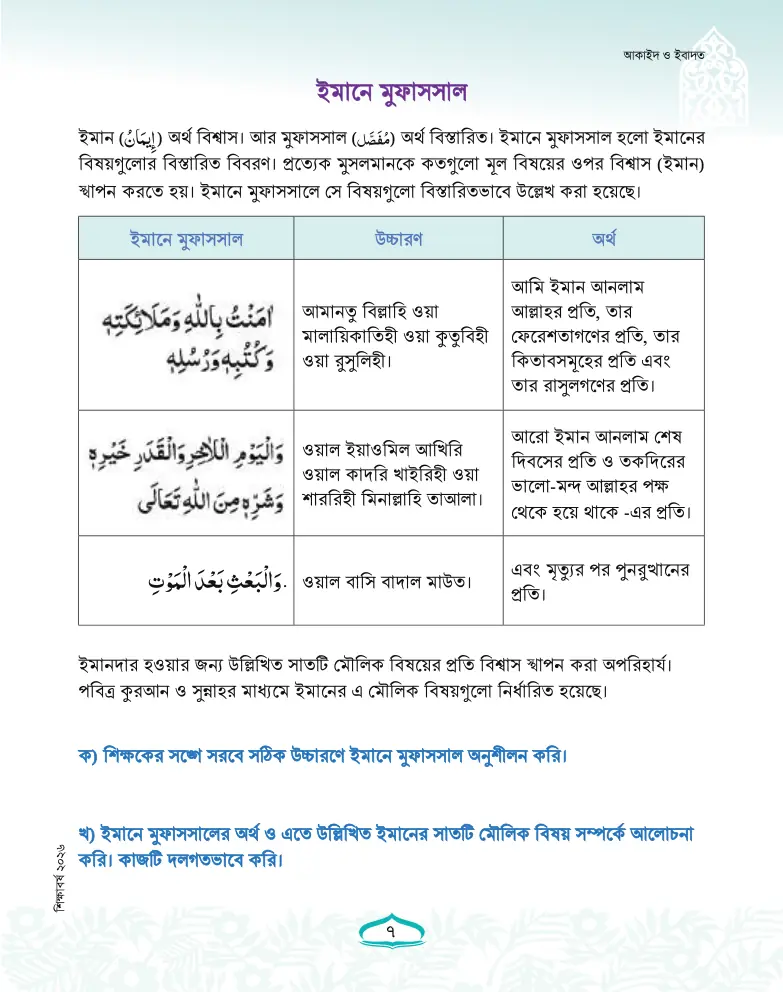 আকাইদ ও ইবাদত
ইমানে মুফাসসাল
ইমান (إِيمَانُ) অর্থ বিশ্বাস। আর মুফাসসাল (مُفَصَّل) অর্থ বিস্তারিত। ইমানে মুফাসসাল হলো ইমানের
বিষয়গুলোর বিস্তারিত বিবরণ। প্রত্যেক মুসলমানকে কতগুলো মূল বিষয়ের ওপর বিশ্বাস (ইমান)
স্থাপন করতে হয়। ইমানে মুফাসসালে সে বিষয়গুলো বিস্তারিতভাবে উল্লেখ করা হয়েছে।
ইমানে মুফাসসাল
উচ্চারণ
অর্থ
اٰمَنْتُ بِاللّٰهِ وَمَلَائِكَتِهٖ
وَكُتُبِهٖ وَرُسُلِهٖ
আমানতু বিল্লাহি ওয়া
মালায়িকাতিহী ওয়া কুতুবিহী
ওয়া রুসুলিহী।
আমি ইমান আনলাম
আল্লাহর প্রতি, তার
ফেরেশতাগণের প্রতি, তার
কিতাবসমূহের প্রতি এবং
তার রাসুলগণের প্রতি।
وَالْيَوْمِ الْاٰخِرِ وَالْقَدَرِ خَيْرِهٖ
وَشَرِّهٖ مِنَ اللّٰهِ تَعَالَى
ওয়াল ইয়াওমিল আখিরি
ওয়াল কাদরি খাইরিহী ওয়া
শাররিহী মিনাল্লাহি তাআলা।
আরো ইমান আনলাম শেষ
দিবসের প্রতি ও তকদিরের
ভালো-মন্দ আল্লাহর পক্ষ
থেকে হয়ে থাকে -এর প্রতি।
وَالْبَعْثِ بَعْدَ الْمَوْتِ.
ওয়াল বাসি বাদাল মাউত।
এবং মৃত্যুর পর পুনরুত্থানের
প্রতি।
ইমানদার হওয়ার জন্য উল্লিখিত সাতটি মৌলিক বিষয়ের প্রতি বিশ্বাস স্থাপন করা অপরিহার্য।
পবিত্র কুরআন ও সুন্নাহর মাধ্যমে ইমানের এ মৌলিক বিষয়গুলো নির্ধারিত হয়েছে।
ক) শিক্ষকের সঙ্গে সরবে সঠিক উচ্চারণে ইমানে মুফাসসাল অনুশীলন করি।
খ) ইমানে মুফাসসালের অর্থ ও এতে উল্লিখিত ইমানের সাতটি মৌলিক বিষয় সম্পর্কে আলোচনা
করি। কাজটি দলগতভাবে করি।
শিক্ষাবর্ষ ২০২৬
৭